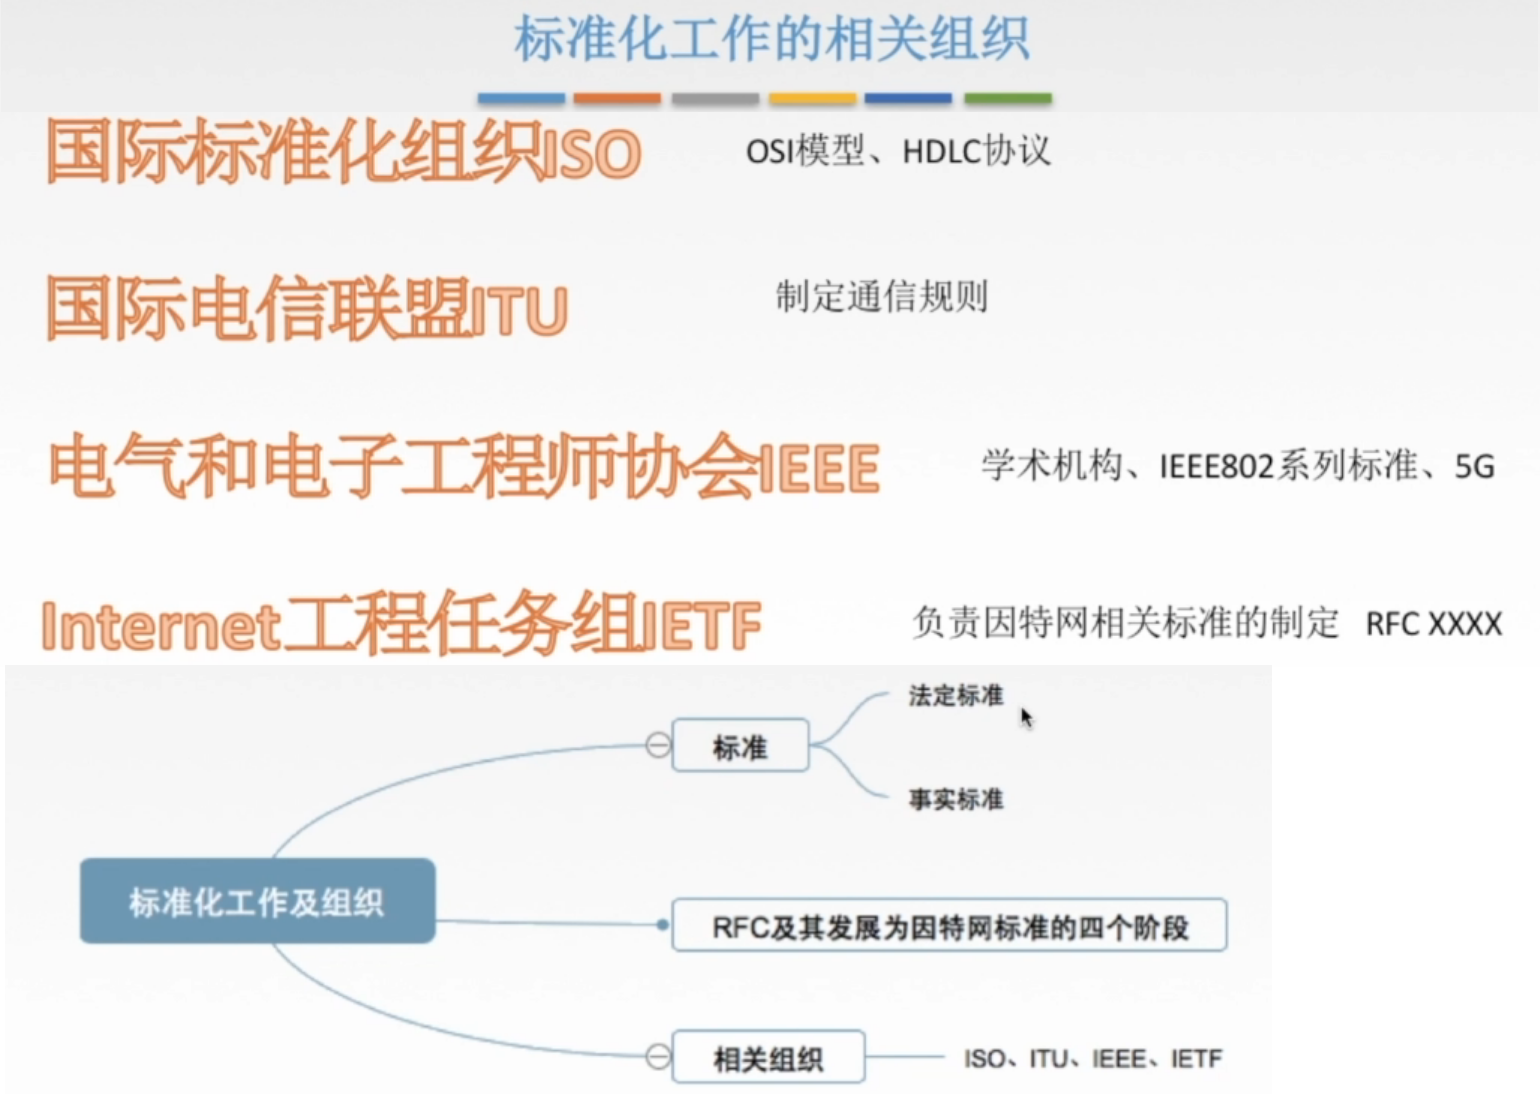 标准化工作的相关组织
国际标准化组织ISO OSI模型、HDLC协议
国际电信联盟ITU 制定通信规则
电气和电子工程师协会IEEE 学术机构、IEEE802系列标准、5G
Internet工程任务组IETF 负责因特网相关标准的制定 RFC XXXX
法定标准
标准
事实标准
标准化工作及组织
RFC及其发展为因特网标准的四个阶段
相关组织 ISO、ITU、IEEE、IETF